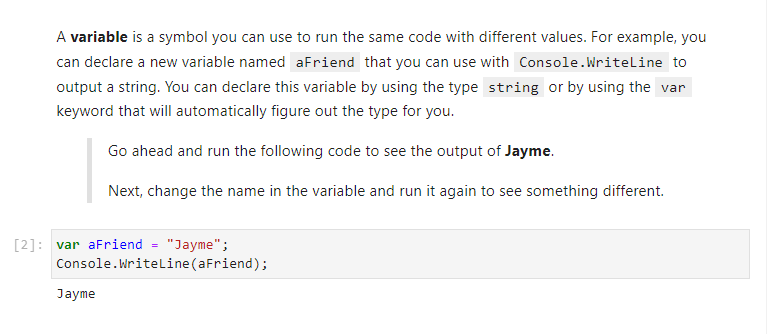 A variable is a symbol you can use to run the same code with different values. For example, you
can declare a new variable named aFriend that you can use with Console.WriteLine to
output a string. You can declare this variable by using the type string or by using the var
keyword that will automatically figure out the type for you.
Go ahead and run the following code to see the output of Jayme.
Next, change the name in the variable and run it again to see something different.
[2]: var aFriend = "Jayme";
Console.WriteLine(aFriend);
Jayme